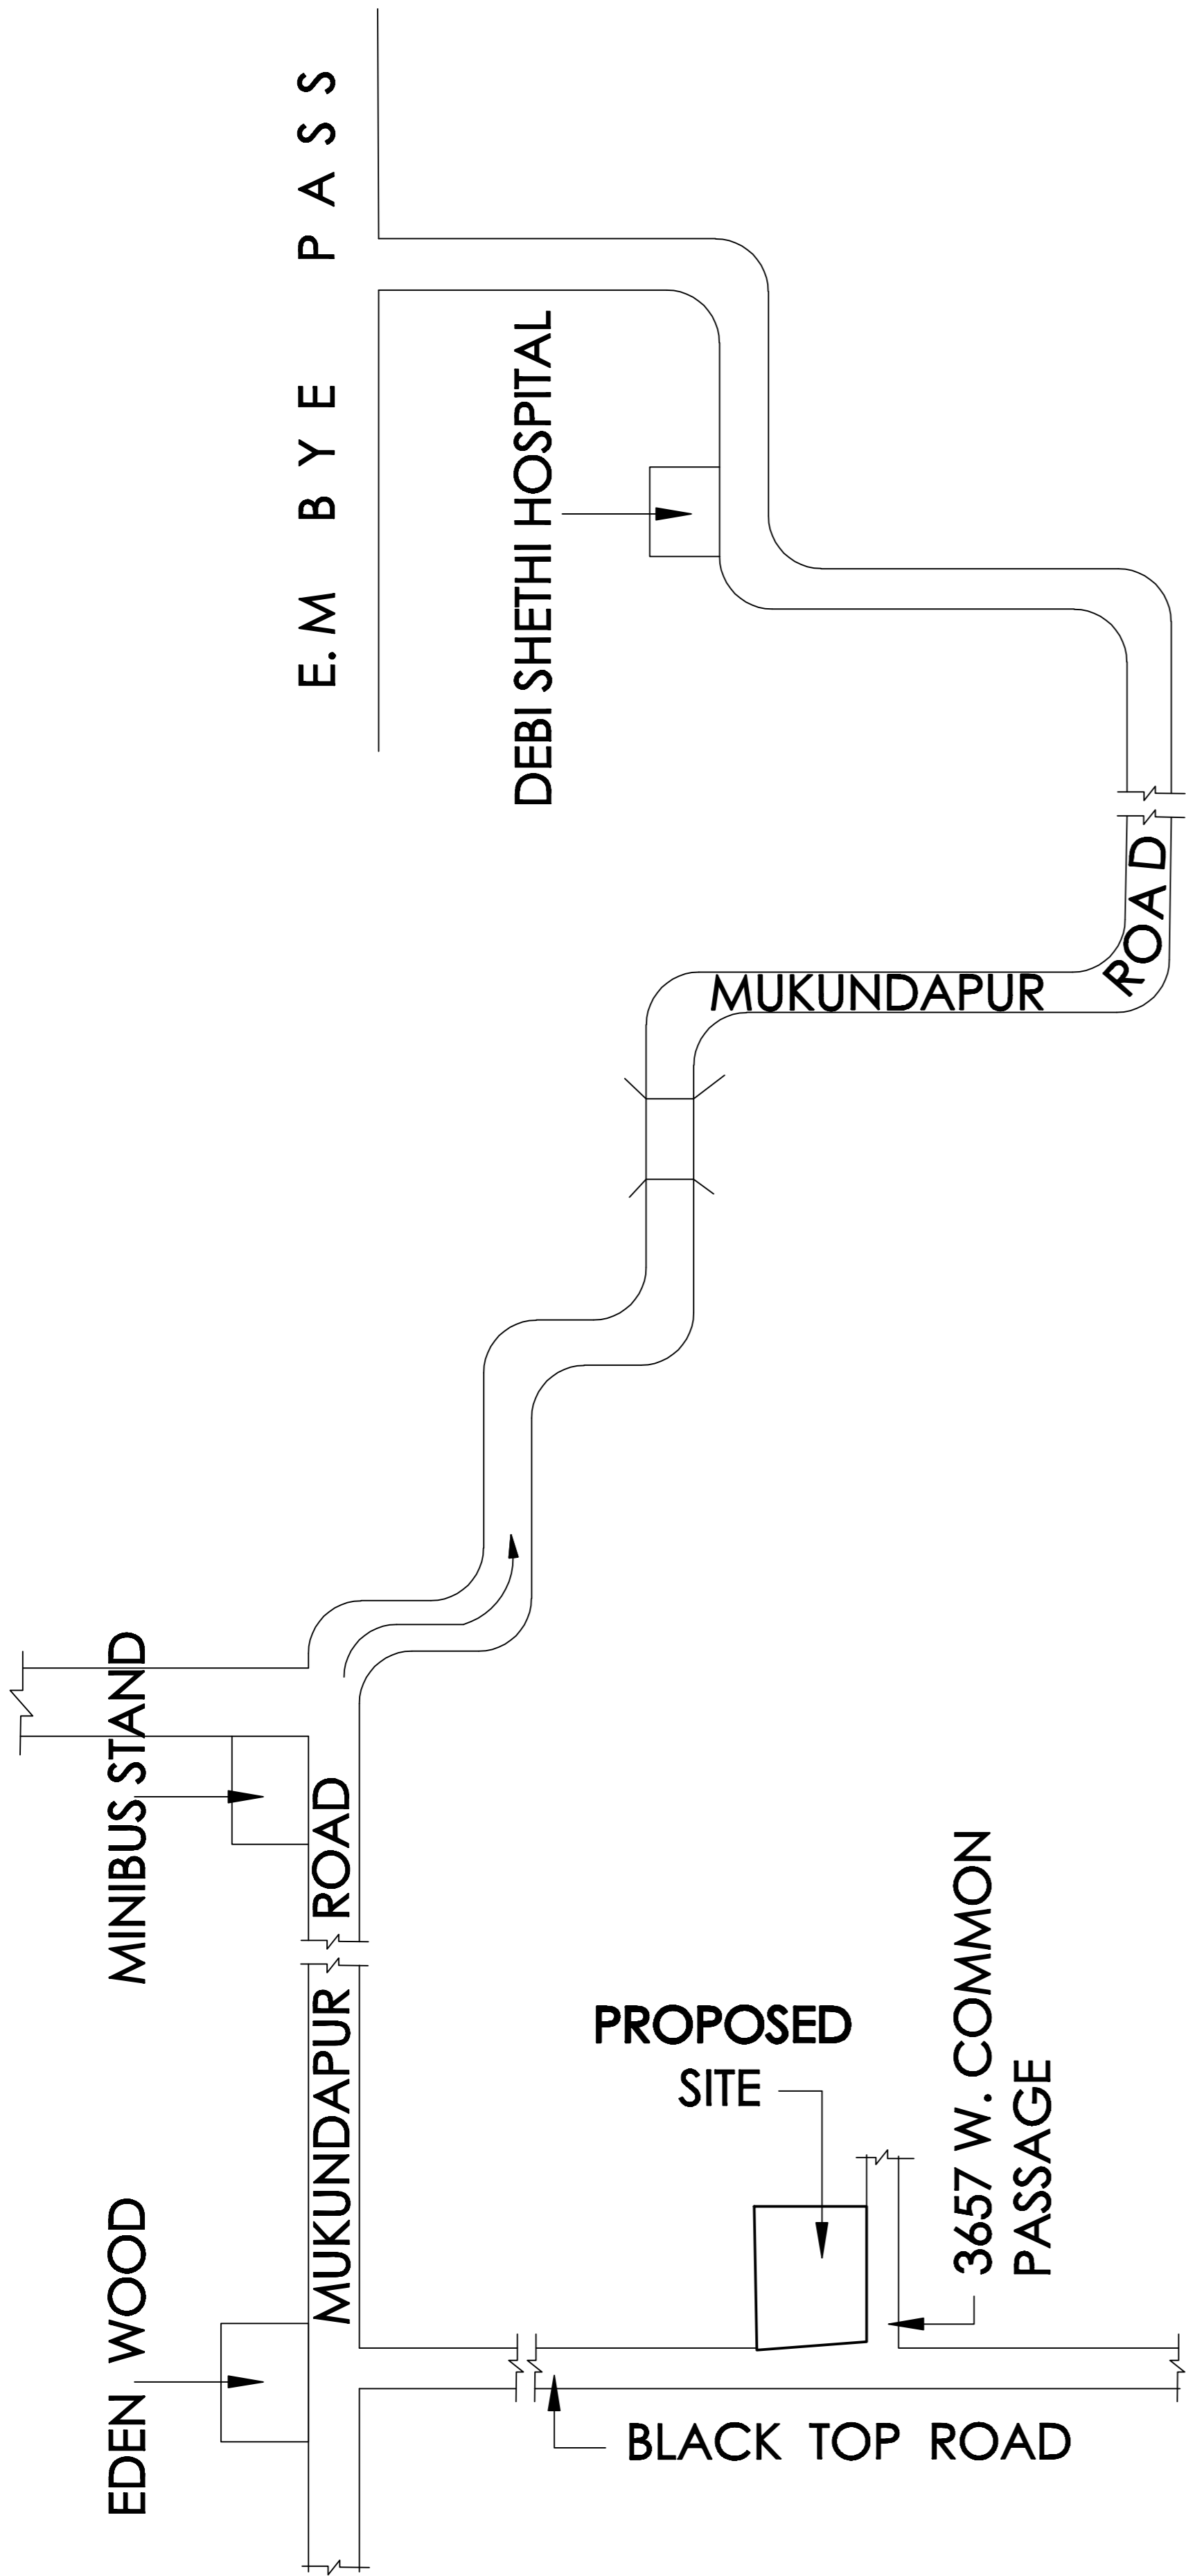 E. M BYE PASS
DEBI SHETHI HOSPITAL
MUKUNDAPUR ROAD
MINIBUS STAND
MUKUNDAPUR ROAD
EDEN WOOD
PROPOSED
SITE
3657 W. COMMON
PASSAGE
BLACK TOP ROAD